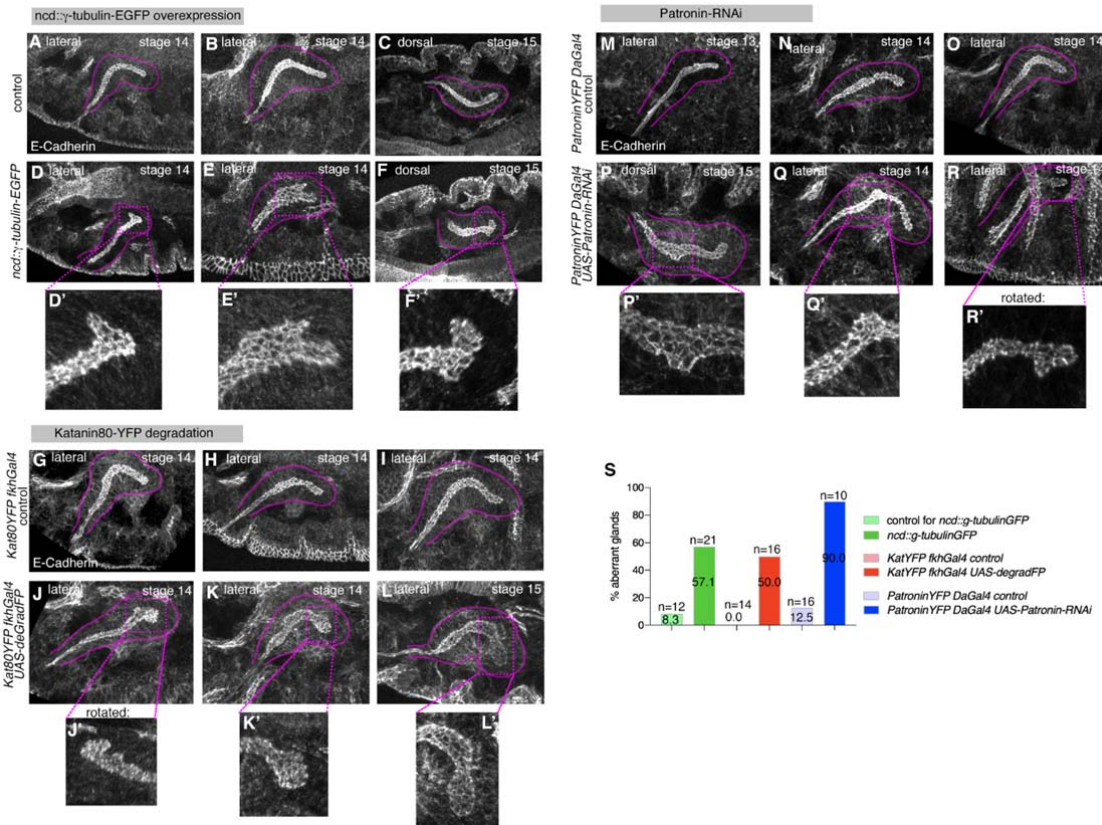 ncd::γ-tubulin-EGFP overexpression
control
A lateral stage 14
E-Cadherin
B lateral stage 14
C dorsal stage 15
ncd::γ-tubulin-EGFP
D lateral stage 14
E lateral stage 14
F dorsal stage 15
D'
E'
F'
Katanin80-YFP degradation
Kat80YFP fkhGal4
control
G lateral stage 14
E-Cadherin
H lateral stage 14
I lateral stage 14
Kat80YFP fkhGal4
UAS-deGradFP
J lateral stage 14
K lateral stage 14
L lateral stage 15
rotated:
J'
K'
L'
Patronin-RNAi
PatroninYFP DaGal4
control
M lateral stage 13
E-Cadherin
N lateral stage 14
O lateral stage 14
PatroninYFP DaGal4
UAS-Patronin-RNAi
P dorsal stage 15
Q lateral stage 14
R lateral stage 14
P'
Q'
rotated:
R'
S
% aberrant glands
100
80
60
40
20
0
n=12
8.3
n=21
57.1
n=14
0.0
n=16
50.0
n=16
12.5
n=10
90.0
control for ncd::g-tubulinGFP
ncd::g-tubulinGFP
KatYFP fkhGal4 control
KatYFP fkhGal4 UAS-degradFP
PatroninYFP DaGal4 control
PatroninYFP DaGal4 UAS-Patronin-RNAi